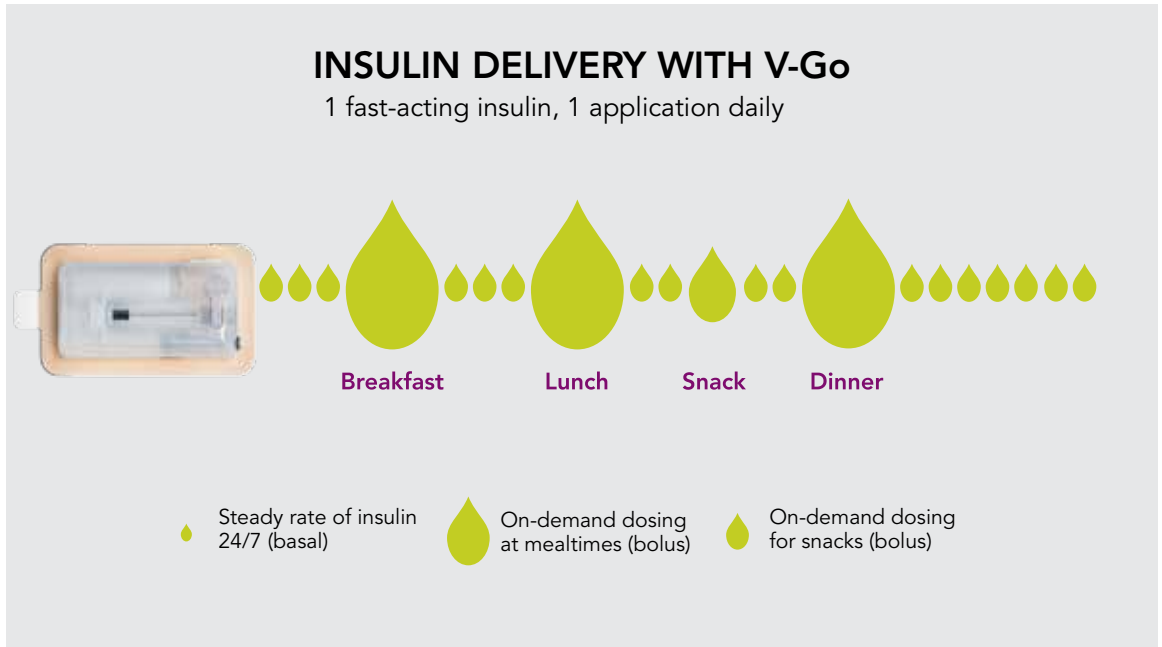 INSULIN DELIVERY WITH V-Go
1 fast-acting insulin, 1 application daily
Breakfast
Lunch
Snack
Dinner
Steady rate of insulin
24/7 (basal)
On-demand dosing
at mealtimes (bolus)
On-demand dosing
for snacks (bolus)